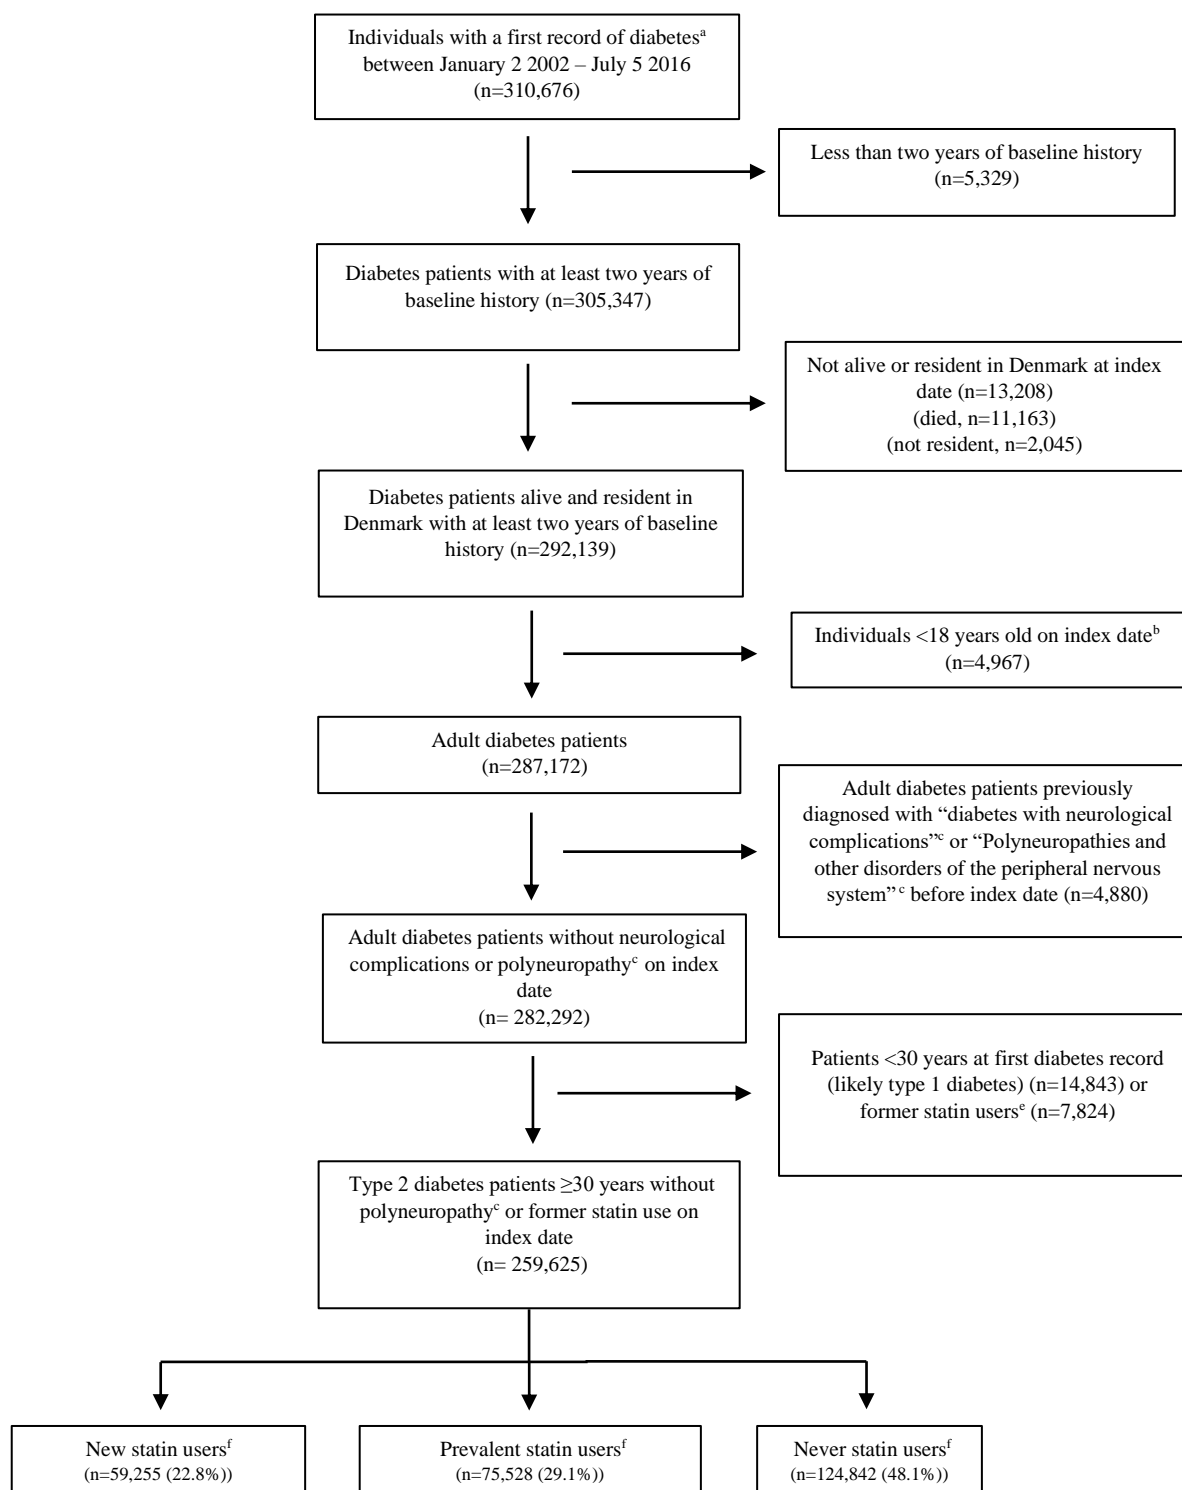 Individuals with a first record of diabetesᵃ
between January 2 2002 – July 5 2016
(n=310,676)
Less than two years of baseline history
(n=5,329)
Diabetes patients with at least two years of
baseline history (n=305,347)
Not alive or resident in Denmark at index
date (n=13,208)
(died, n=11,163)
(not resident, n=2,045)
Diabetes patients alive and resident in
Denmark with at least two years of baseline
history (n=292,139)
Individuals <18 years old on index dateᵇ
(n=4,967)
Adult diabetes patients
(n=287,172)
Adult diabetes patients previously
diagnosed with “diabetes with neurological
complications”ᶜ or “Polyneuropathies and
other disorders of the peripheral nervous
system” ᶜ before index date (n=4,880)
Adult diabetes patients without neurological
complications or polyneuropathyᶜ on index
date
(n= 282,292)
Patients <30 years at first diabetes record
(likely type 1 diabetes) (n=14,843) or
former statin usersᵉ (n=7,824)
Type 2 diabetes patients ≥30 years without
polyneuropathyᶜ or former statin use on
index date
(n= 259,625)
New statin usersᶠ
(n=59,255 (22.8%))
Prevalent statin usersᶠ
(n=75,528 (29.1%))
Never statin usersᶠ
(n=124,842 (48.1%))